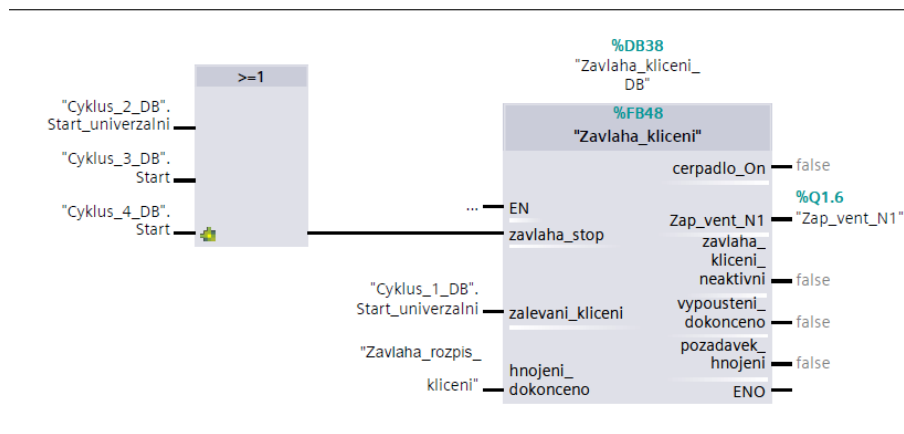 >=1
"Cyklus_2_DB".
Start_univerzalni
"Cyklus_3_DB".
Start
"Cyklus_4_DB".
Start
%DB38
"Zavlaha_kliceni_
DB"
%FB48
"Zavlaha_kliceni"
... EN
zavlaha_stop
"Cyklus_1_DB".
Start_univerzalni
zalevani_kliceni
"Zavlaha_rozpis_
kliceni"
hnojeni_
dokonceno
cerpadlo_On false
%Q1.6
Zap_vent_N1 "Zap_vent_N1"
zavlaha_
kliceni_
neaktivni false
vypousteni_
dokonceno false
pozadavek_
hnojeni false
ENO